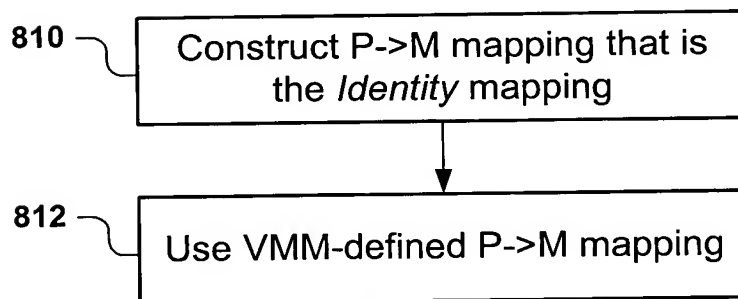 810
Construct P->M mapping that is
the Identity mapping
812
Use VMM-defined P->M mapping